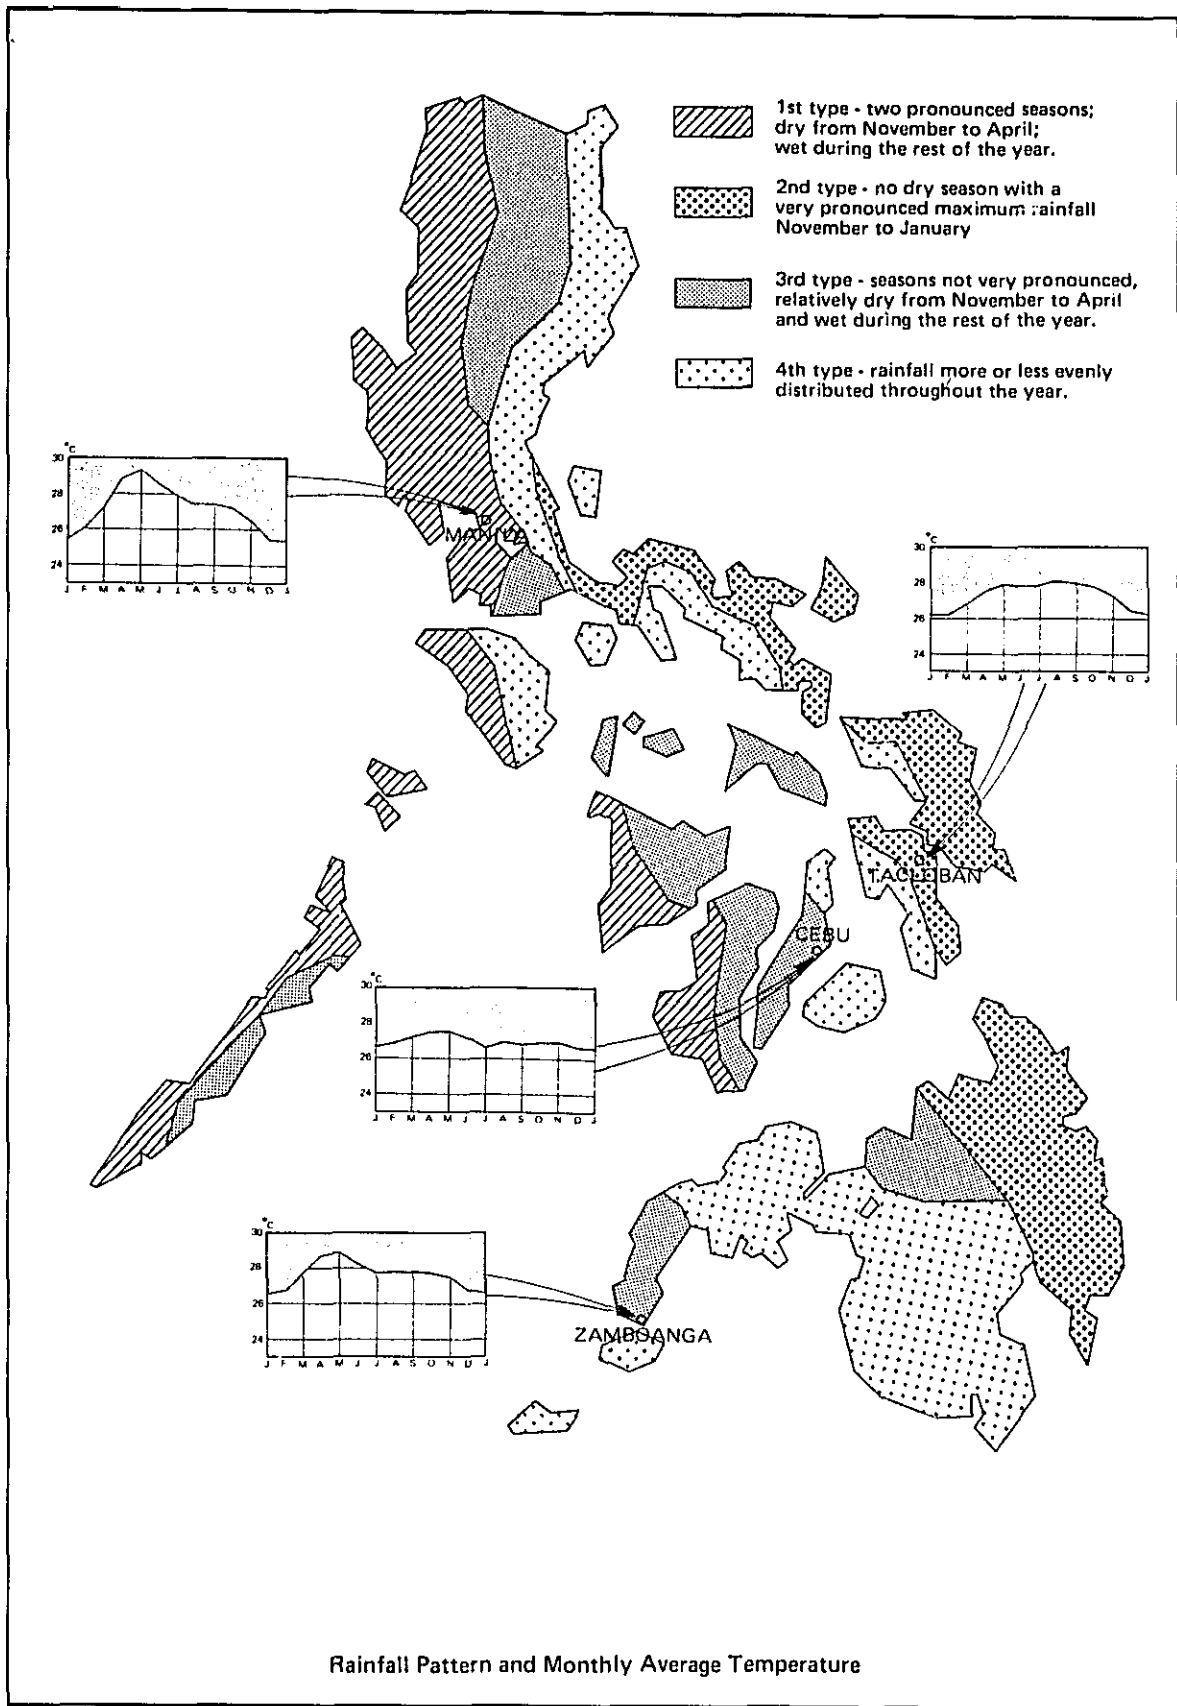 1st type - two pronounced seasons;
dry from November to April;
wet during the rest of the year.
2nd type - no dry season with a
very pronounced maximum rainfall
November to January
3rd type - seasons not very pronounced,
relatively dry from November to April
and wet during the rest of the year.
4th type - rainfall more or less evenly
distributed throughout the year.
°C
30
28
26
24
J F M A M J J A S O N D J
MANILA
30
28
26
24
J F M A M J J A S O N D J
TACLOBAN
CEBU
°C
30
28
26
24
J F M A M J J A S O N D J
°C
30
28
26
24
J F M A M J J A S O N D J
ZAMBOANGA
Rainfall Pattern and Monthly Average Temperature